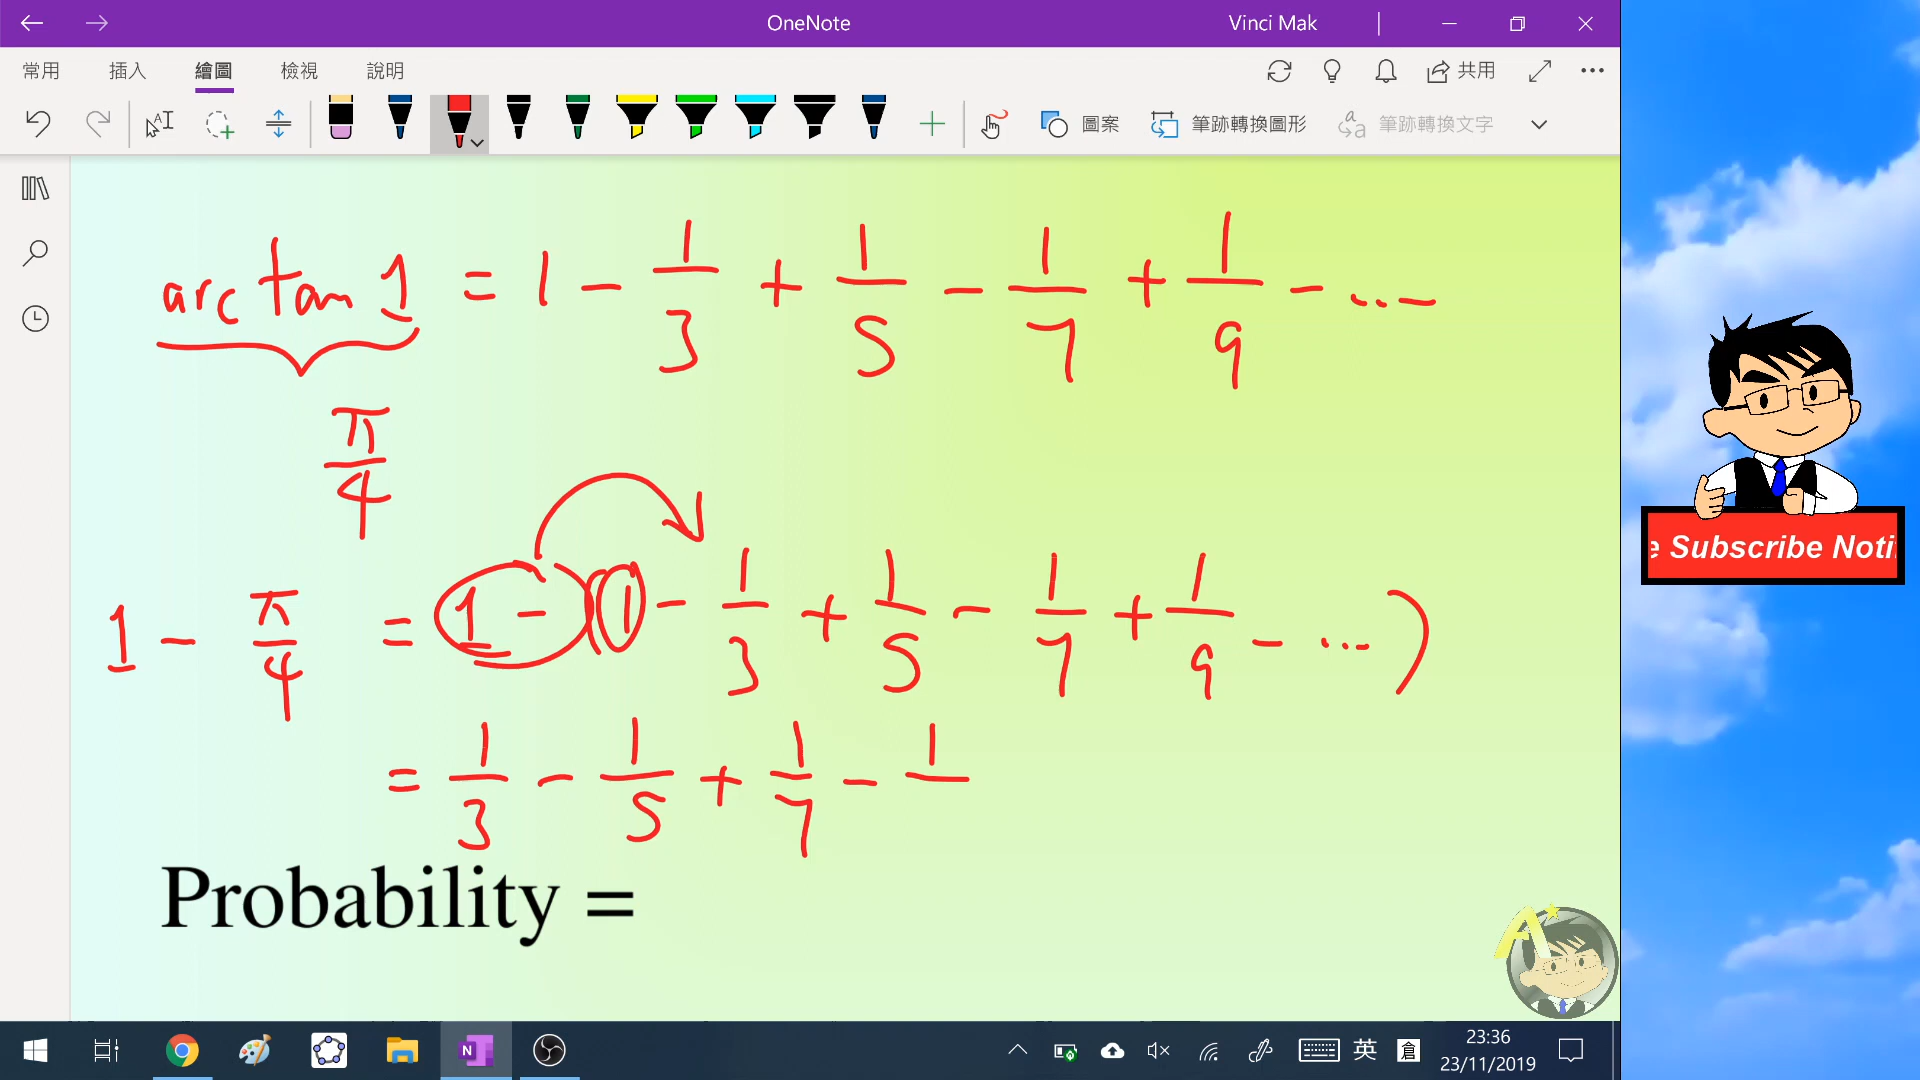 OneNote
Vinci Mak
常用 插入 繪圖 檢視 說明 共用
圖案 筆跡轉換圖形 筆跡轉換文字
arctan 1 = 1 - 1/3 + 1/5 - 1/7 + 1/9 - ...
π/4
1 - π/4 = 1 - (1 - 1/3 + 1/5 - 1/7 + 1/9 - ...)
= 1/3 - 1/5 + 1/7 - 1/
Probability =
e Subscribe Noti
A
英 倉
23:36
23/11/2019